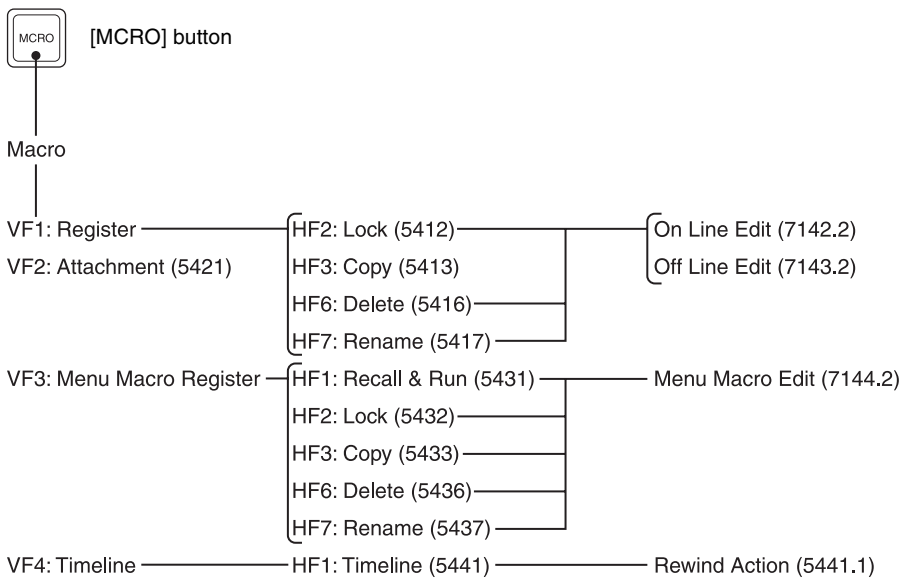 MCRO
[MCRO] button
Macro
VF1: Register HF2: Lock (5412) On Line Edit (7142.2)
VF2: Attachment (5421) HF3: Copy (5413) Off Line Edit (7143.2)
HF6: Delete (5416)
HF7: Rename (5417)
VF3: Menu Macro Register HF1: Recall & Run (5431) Menu Macro Edit (7144.2)
HF2: Lock (5432)
HF3: Copy (5433)
HF6: Delete (5436)
HF7: Rename (5437)
VF4: Timeline HF1: Timeline (5441) Rewind Action (5441.1)